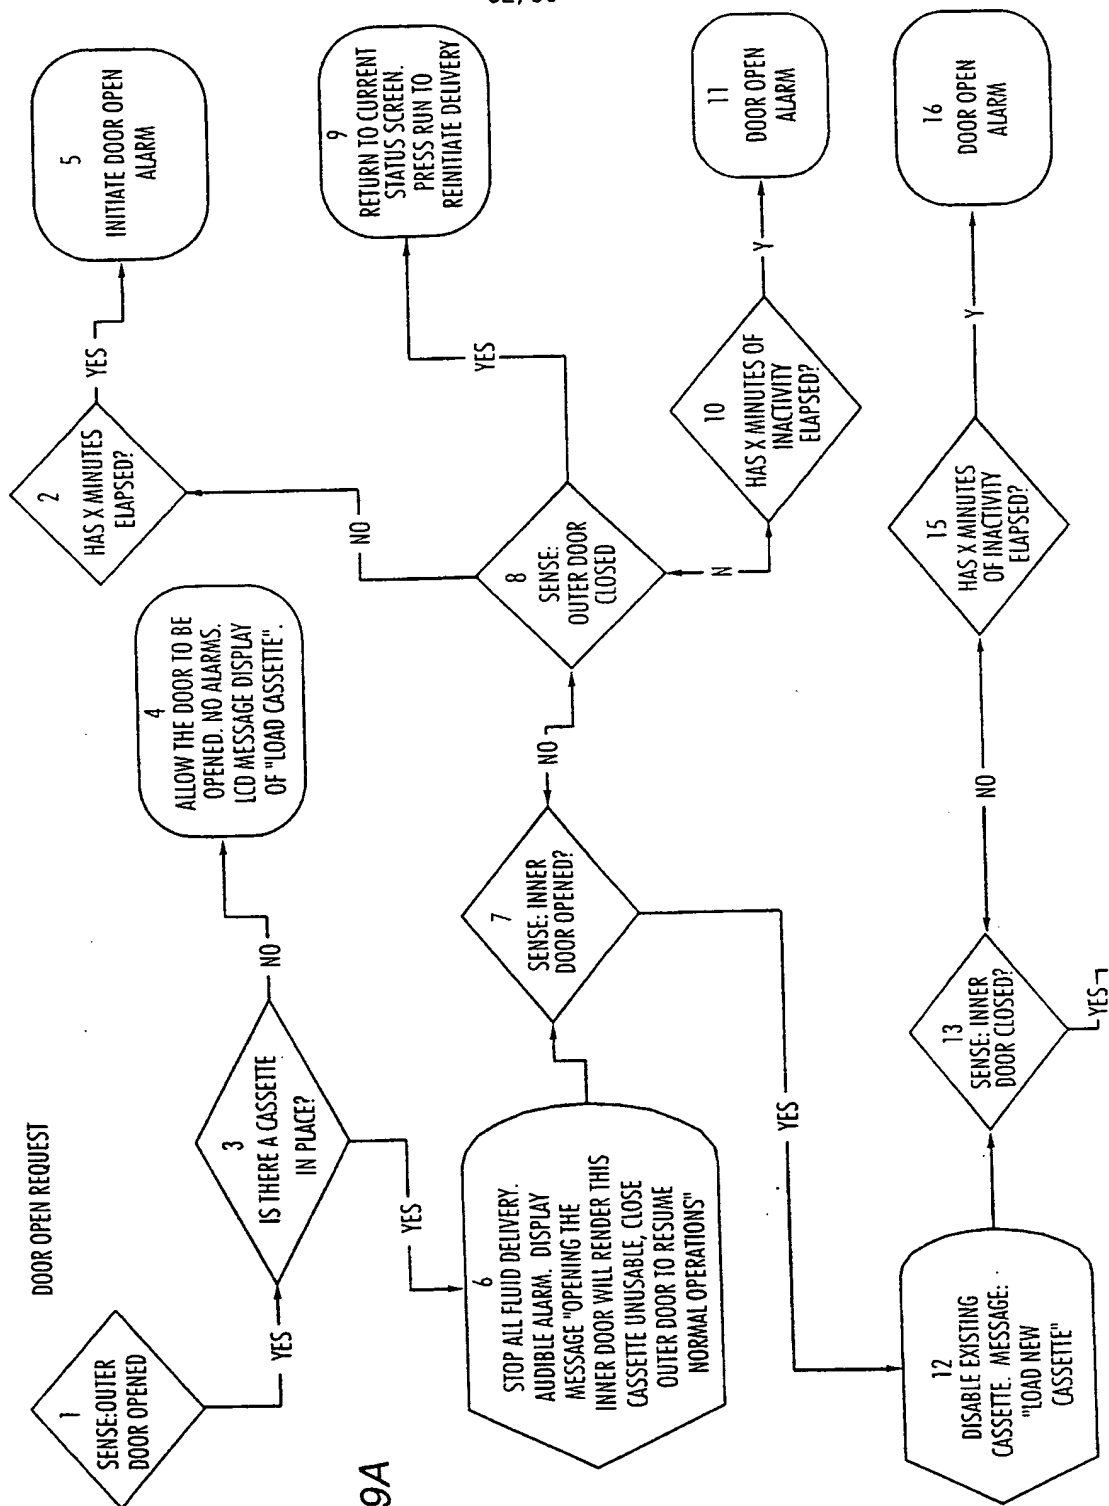 DOOR OPEN REQUEST
1
SENSE:OUTER
DOOR OPENED
YES
3
IS THERE A CASSETTE
IN PLACE?
NO
4
ALLOW THE DOOR TO BE
OPENED. NO ALARMS.
LCD MESSAGE DISPLAY
OF "LOAD CASSETTE".
2
HAS X MINUTES
ELAPSED?
YES
5
INITIATE DOOR OPEN
ALARM
YES
6
STOP ALL FLUID DELIVERY.
AUDIBLE ALARM. DISPLAY
MESSAGE "OPENING THE
INNER DOOR WILL RENDER THIS
CASSETTE UNUSABLE, CLOSE
OUTER DOOR TO RESUME
NORMAL OPERATIONS"
7
SENSE: INNER
DOOR OPENED?
NO
8
SENSE:
OUTER DOOR
CLOSED
NO
YES
9
RETURN TO CURRENT
STATUS SCREEN.
PRESS RUN TO
REINITIATE DELIVERY
N
10
HAS X MINUTES OF
INACTIVITY
ELAPSED?
Y
11
DOOR OPEN
ALARM
YES
12
DISABLE EXISTING
CASSETTE. MESSAGE:
"LOAD NEW
CASSETTE"
13
SENSE: INNER
DOOR CLOSED?
YES
NO
15
HAS X MINUTES
OF INACTIVITY
ELAPSED?
Y
16
DOOR OPEN
ALARM
9A